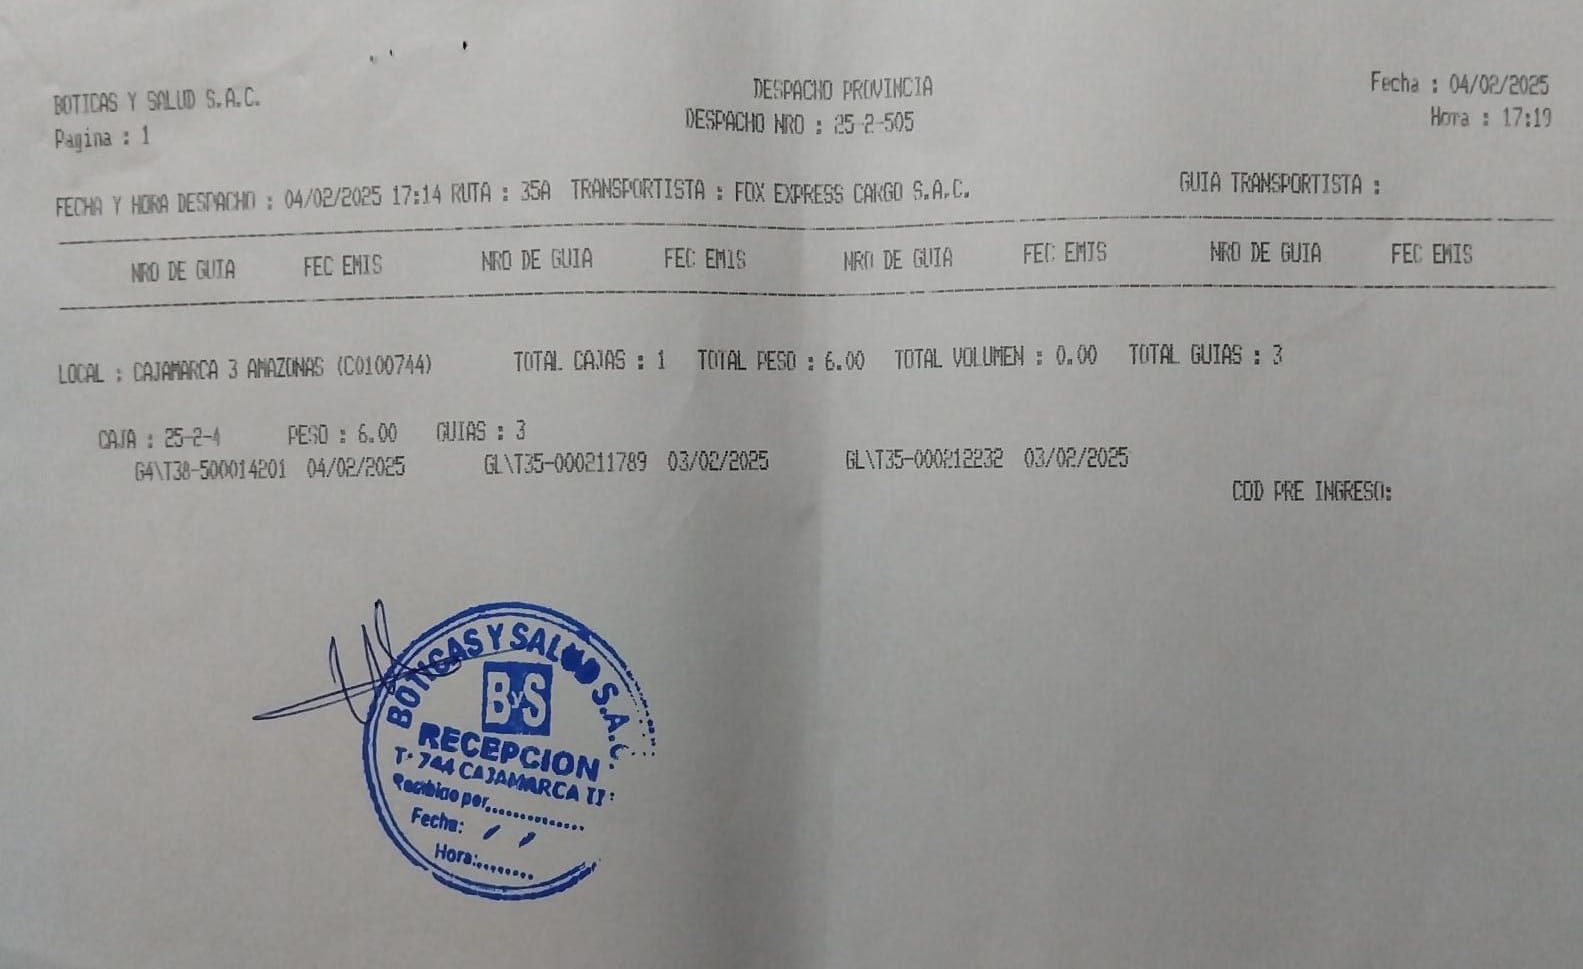 BOTICAS Y SALUD S.A.C.
DESPACHO PROVINCIA
Fecha : 04/02/2025
Pagina : 1
DESPACHO NRO : 25-2-505
Hora : 17:19
FECHA Y HORA DESPACHO : 04/02/2025 17:14 RUTA : 35A TRANSPORTISTA : FOX EXPRESS CARGO S.A.C.
GUIA TRANSPORTISTA :
NRO DE GUIA FEC EMIS NRO DE GUIA FEC EMIS NRO DE GUIA FEC EMIS NRO DE GUIA FEC EMIS
LOCAL : CAJAMARCA 3 AMAZONAS (C0100744) TOTAL CAJAS : 1 TOTAL PESO : 6.00 TOTAL VOLUMEN : 0.00 TOTAL GUIAS : 3
CAJA : 25-2-4 PESO : 6.00 GUIAS : 3
G4\T38-500014201 04/02/2025 GL\T35-000211789 03/02/2025 GL\T35-000212232 03/02/2025
COD PRE INGRESO:
BOTICAS Y SALUD S.A.C.
ByS
RECEPCION
T- 744 CAJAMARCA II
Recibido por..............
Fecha: / /
Hora:........